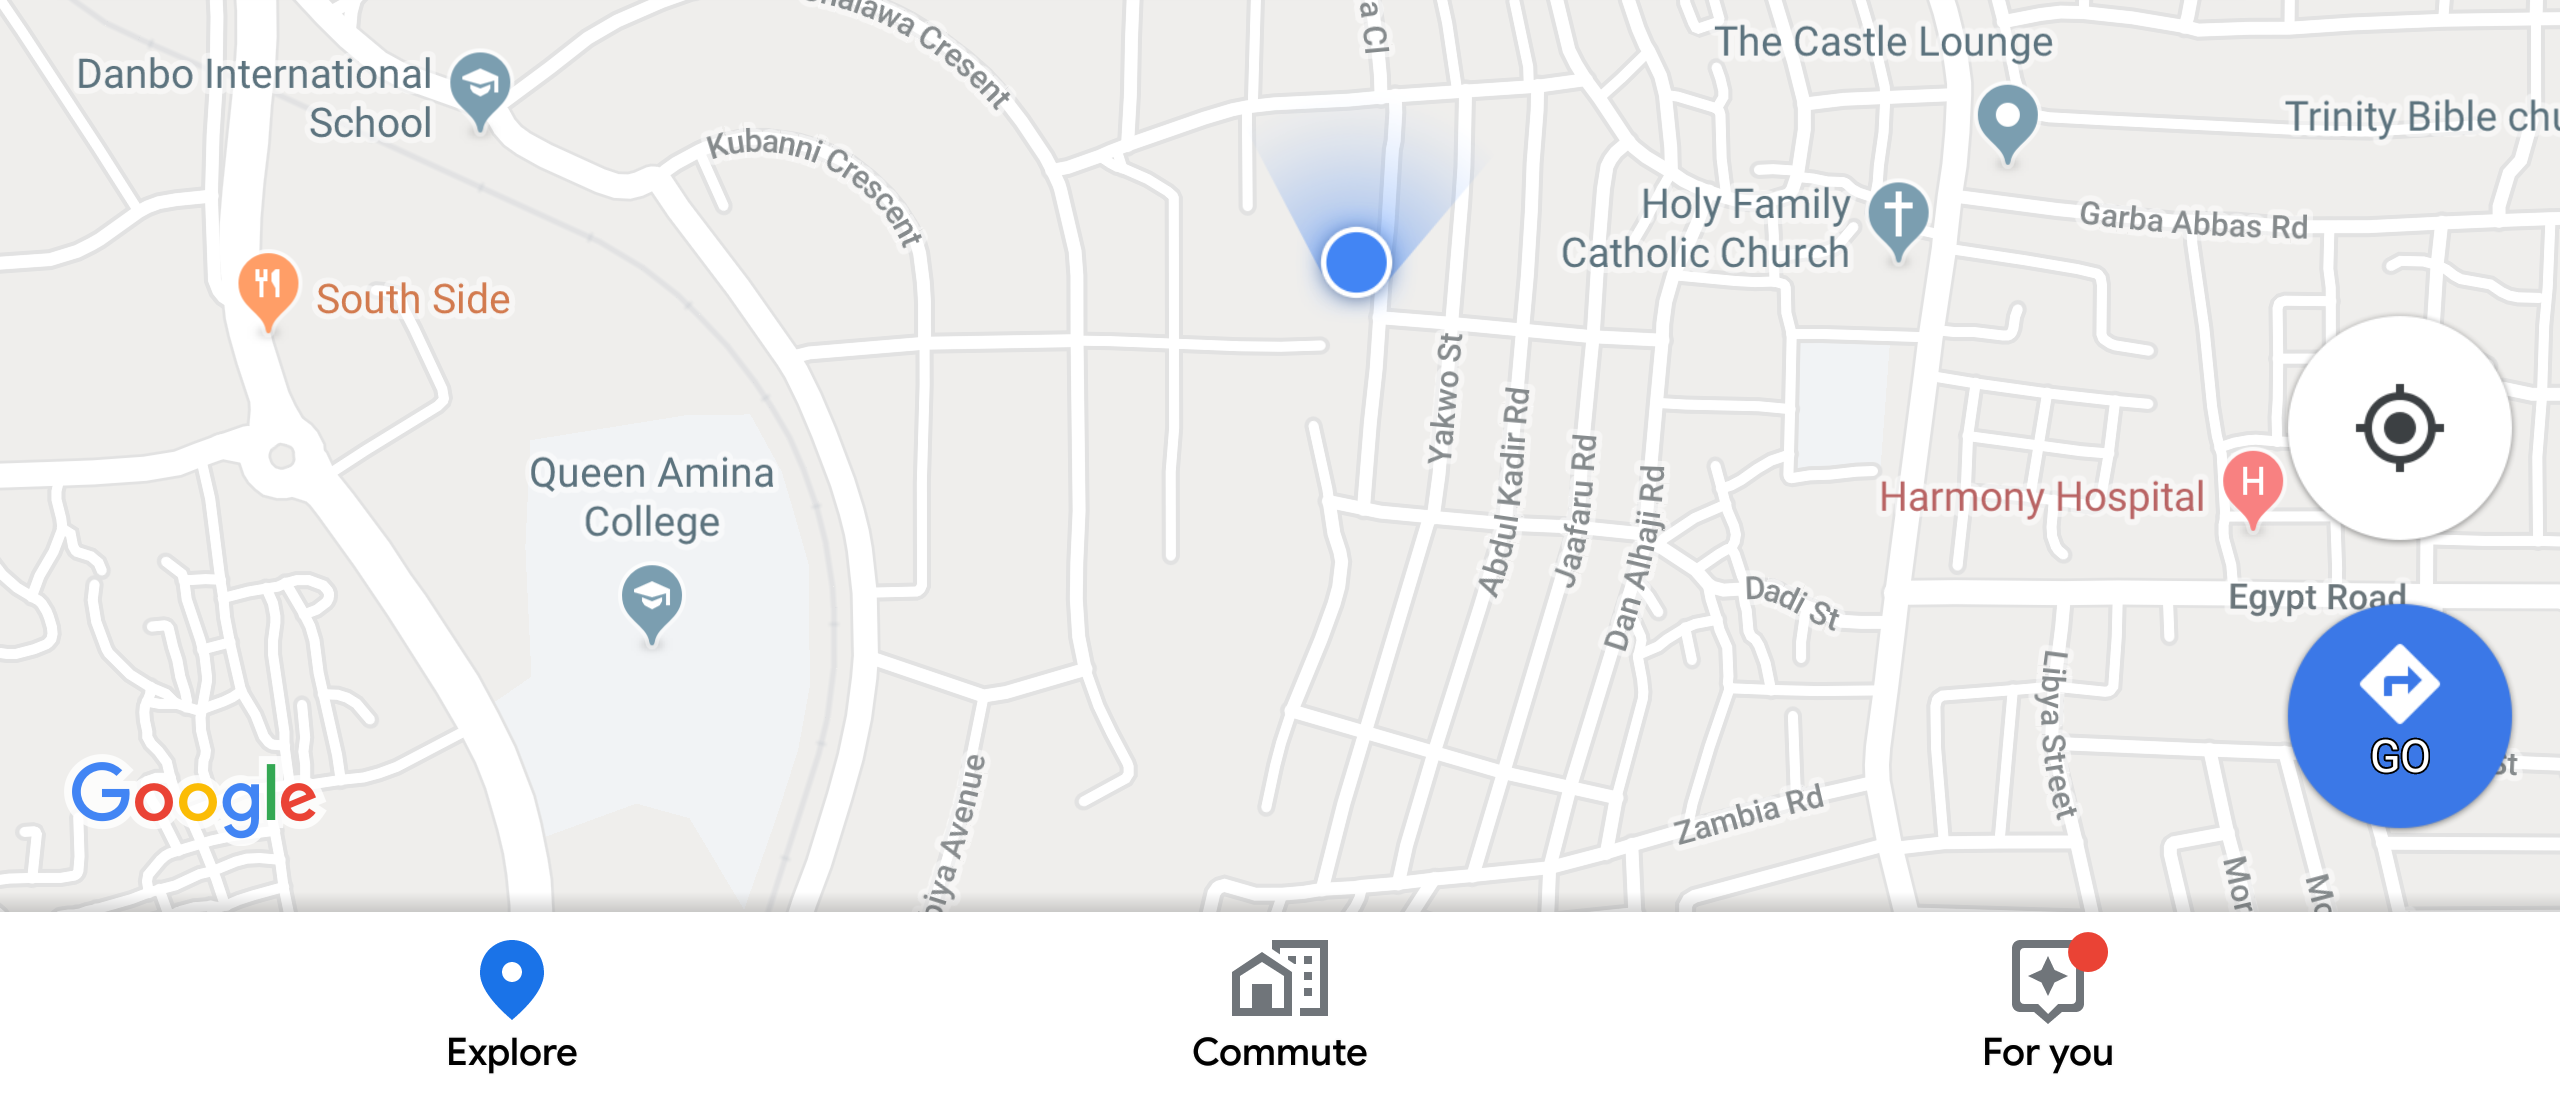 Danbo International
School
Cresent
Kubanni Crescent
The Castle Lounge
Trinity Bible
Holy Family
Catholic Church
Garba Abbas Rd
South Side
Yakwo St
Abdul Kadir Rd
Jaafaru Rd
Dan Alhaji Rd
Queen Amina
College
Harmony Hospital
H
Dadi St
Egypt Road
Libya Street
GO
Google
Avenue
Zambia Rd
Explore
Commute
For you